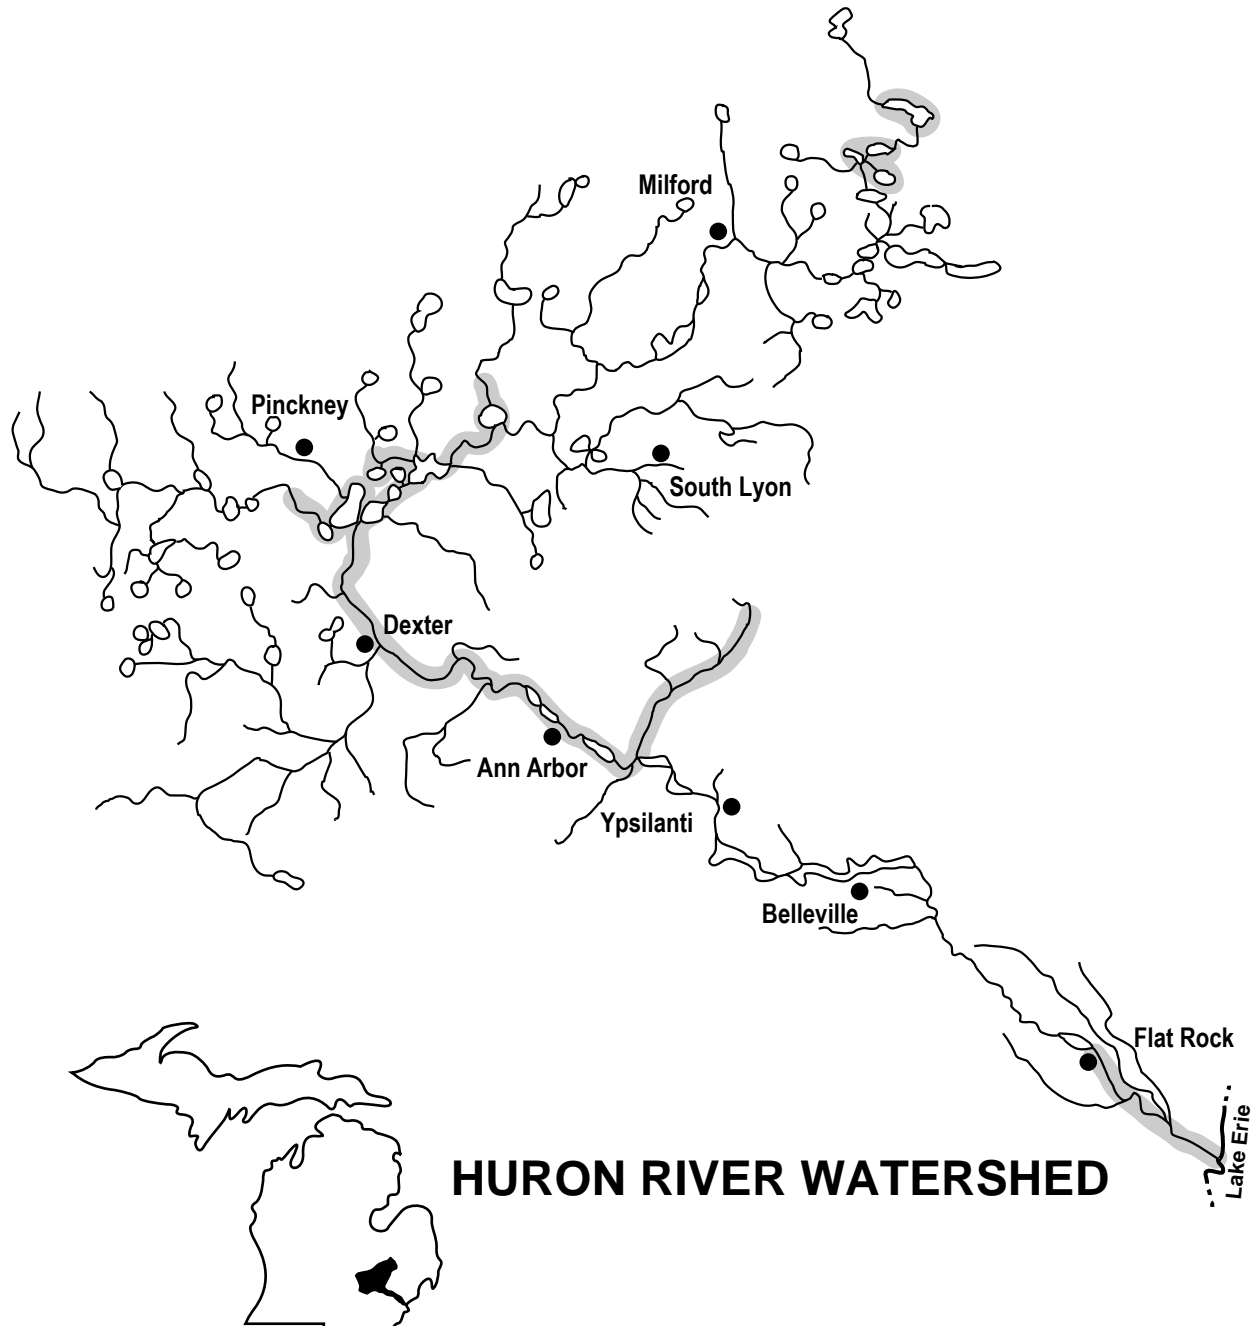 Milford
Pinckney
South Lyon
Dexter
Ann Arbor
Ypsilanti
Belleville
Flat Rock
Lake Erie
HURON RIVER WATERSHED